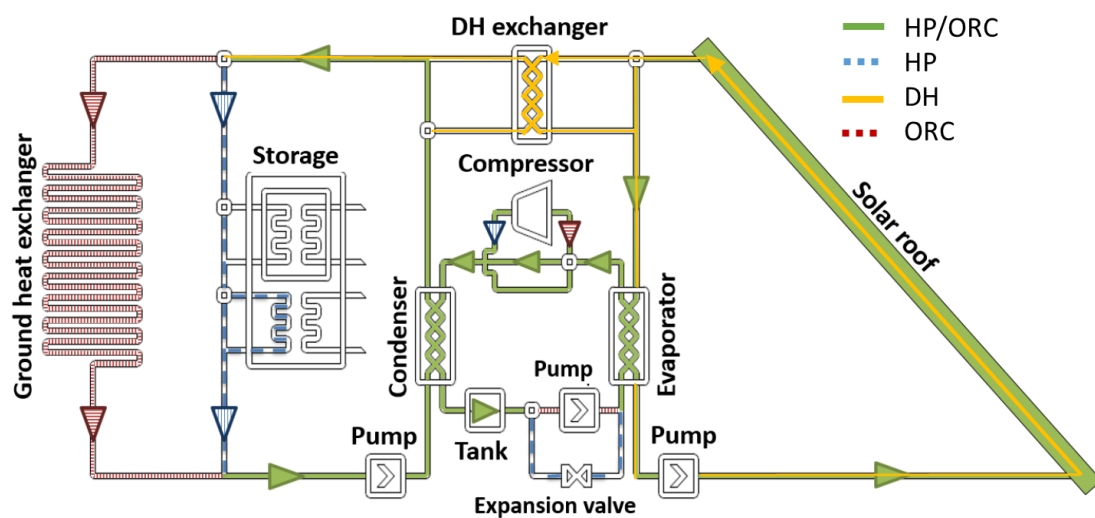 DH exchanger
HP/ORC
HP
DH
ORC
Storage
Compressor
Ground heat exchanger
Solar roof
Condenser
Evaporator
Pump
Pump
Tank
Pump
Expansion valve